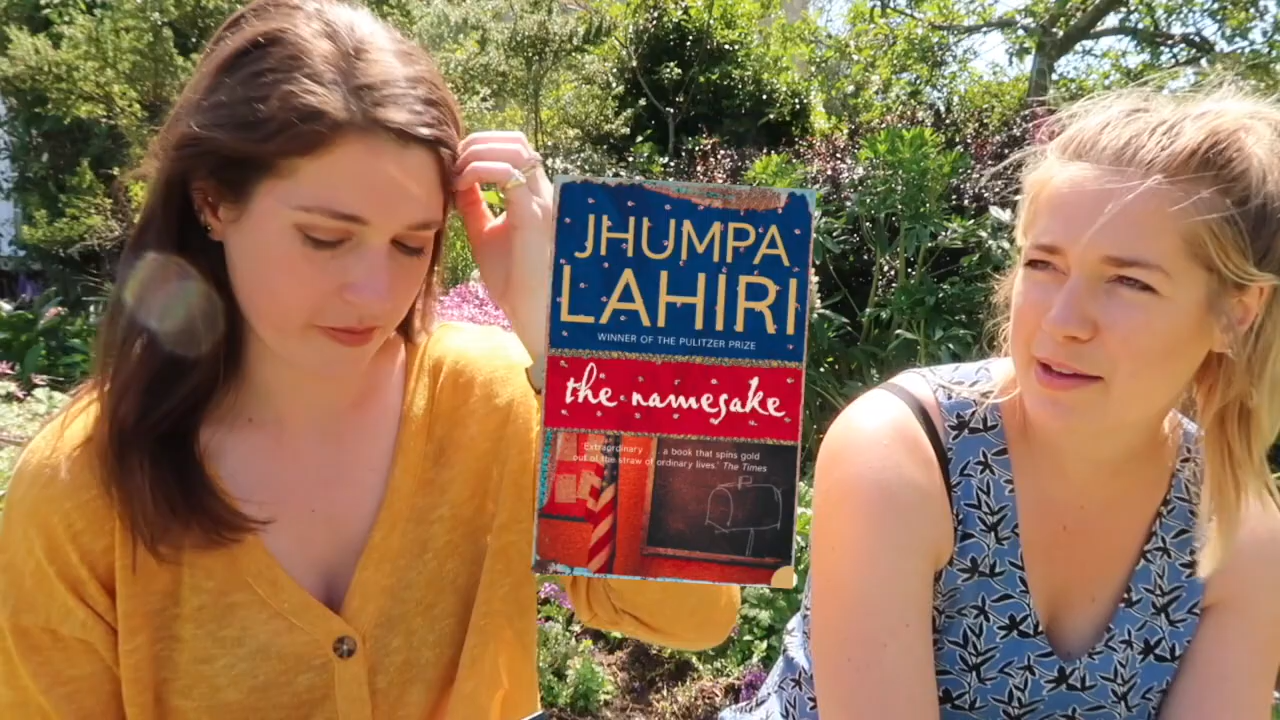 JHUMPA
LAHIRI
WINNER OF THE PULITZER PRIZE
the namesake
'Extraordinary . . . a book that spins gold
out of the straw of ordinary lives.' The Times